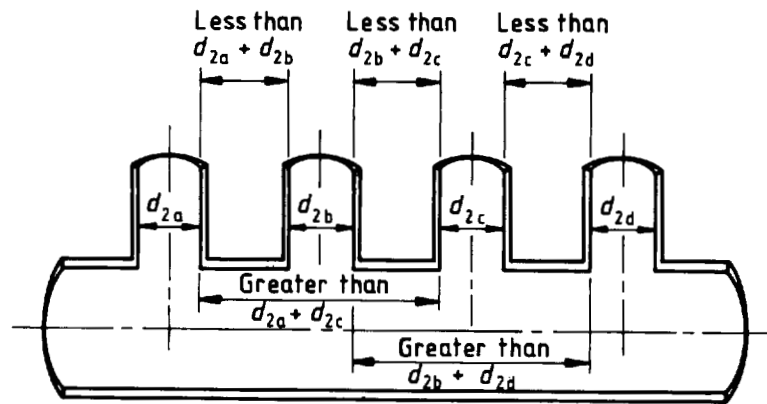 Less than
d2a + d2b
Less than
d2b + d2c
Less than
d2c + d2d
d2a
d2b
d2c
d2d
Greater than
d2a + d2c
Greater than
d2b + d2d